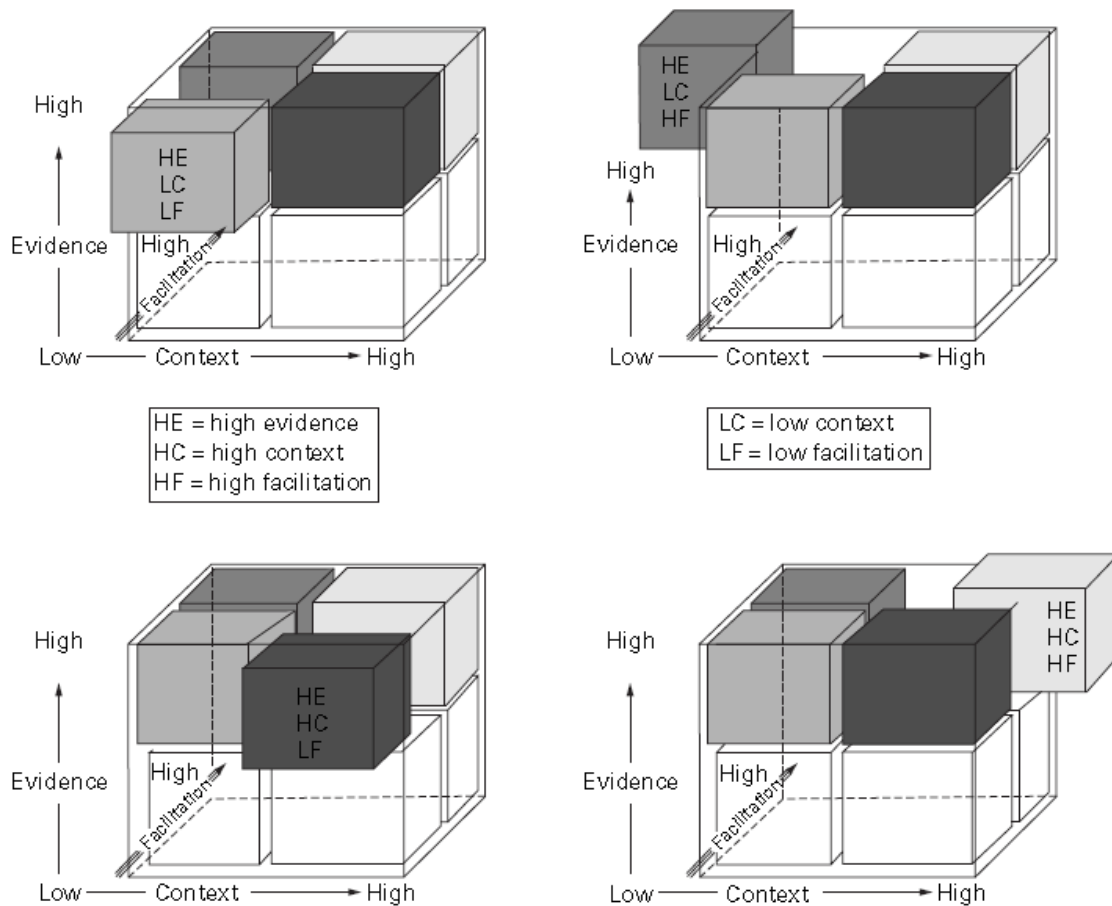 High
HE
LC
LF
High
Evidence
Facilitation
Low
Context
High
HE
LC
HF
High
High
Evidence
Facilitation
Low
Context
High
HE = high evidence
HC = high context
HF = high facilitation
LC = low context
LF = low facilitation
High
HE
HC
LF
High
Evidence
Facilitation
Low
Context
High
High
HE
HC
HF
High
Evidence
Facilitation
Low
Context
High